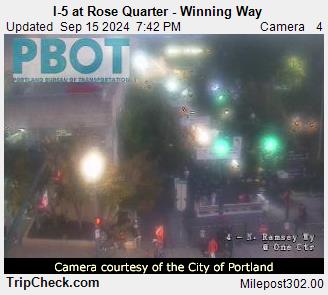 I-5 at Rose Quarter - Winning Way
Updated Sep 15 2024 7:42 PM Camera 4
PBOT
PORTLAND BUREAU OF TRANSPORTATION
4 - N. Ramsey Wy
@ One Ctr
Camera courtesy of the City of Portland
TripCheck.com Milepost302.00